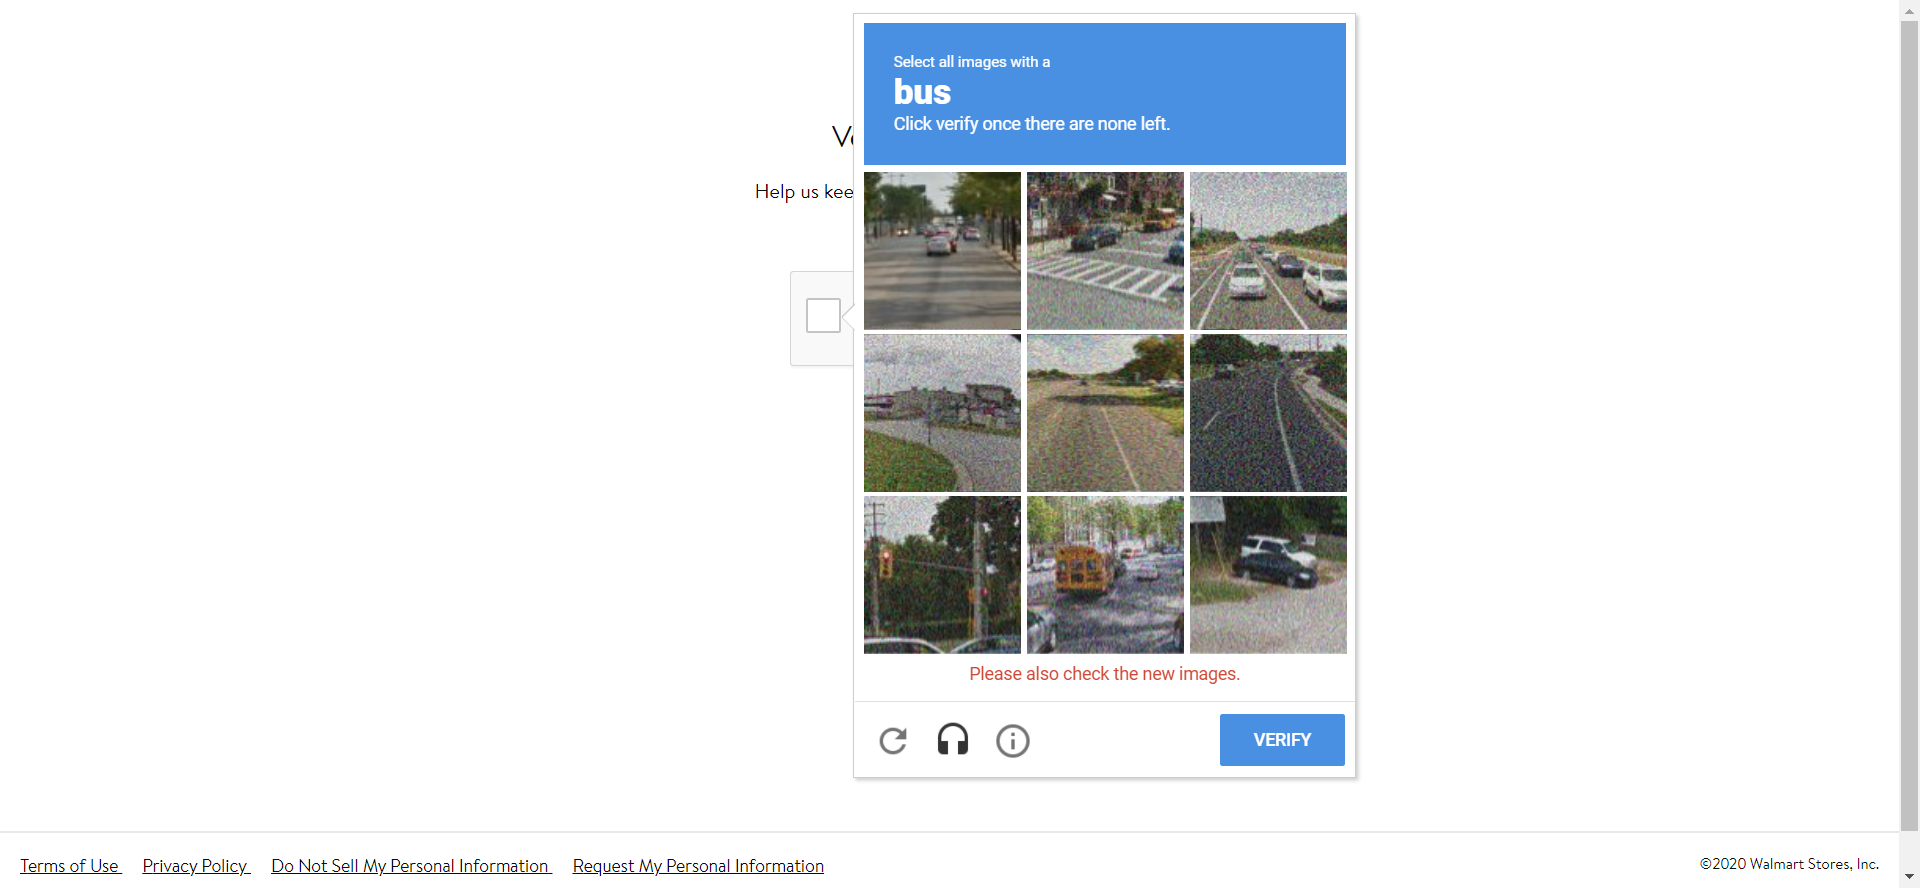 Select all images with a
bus
Click verify once there are none left.
Help us
Please also check the new images.
VERIFY
Terms of Use
Privacy Policy
Do Not Sell My Personal Information
Request My Personal Information
©2020 Walmart Stores, Inc.